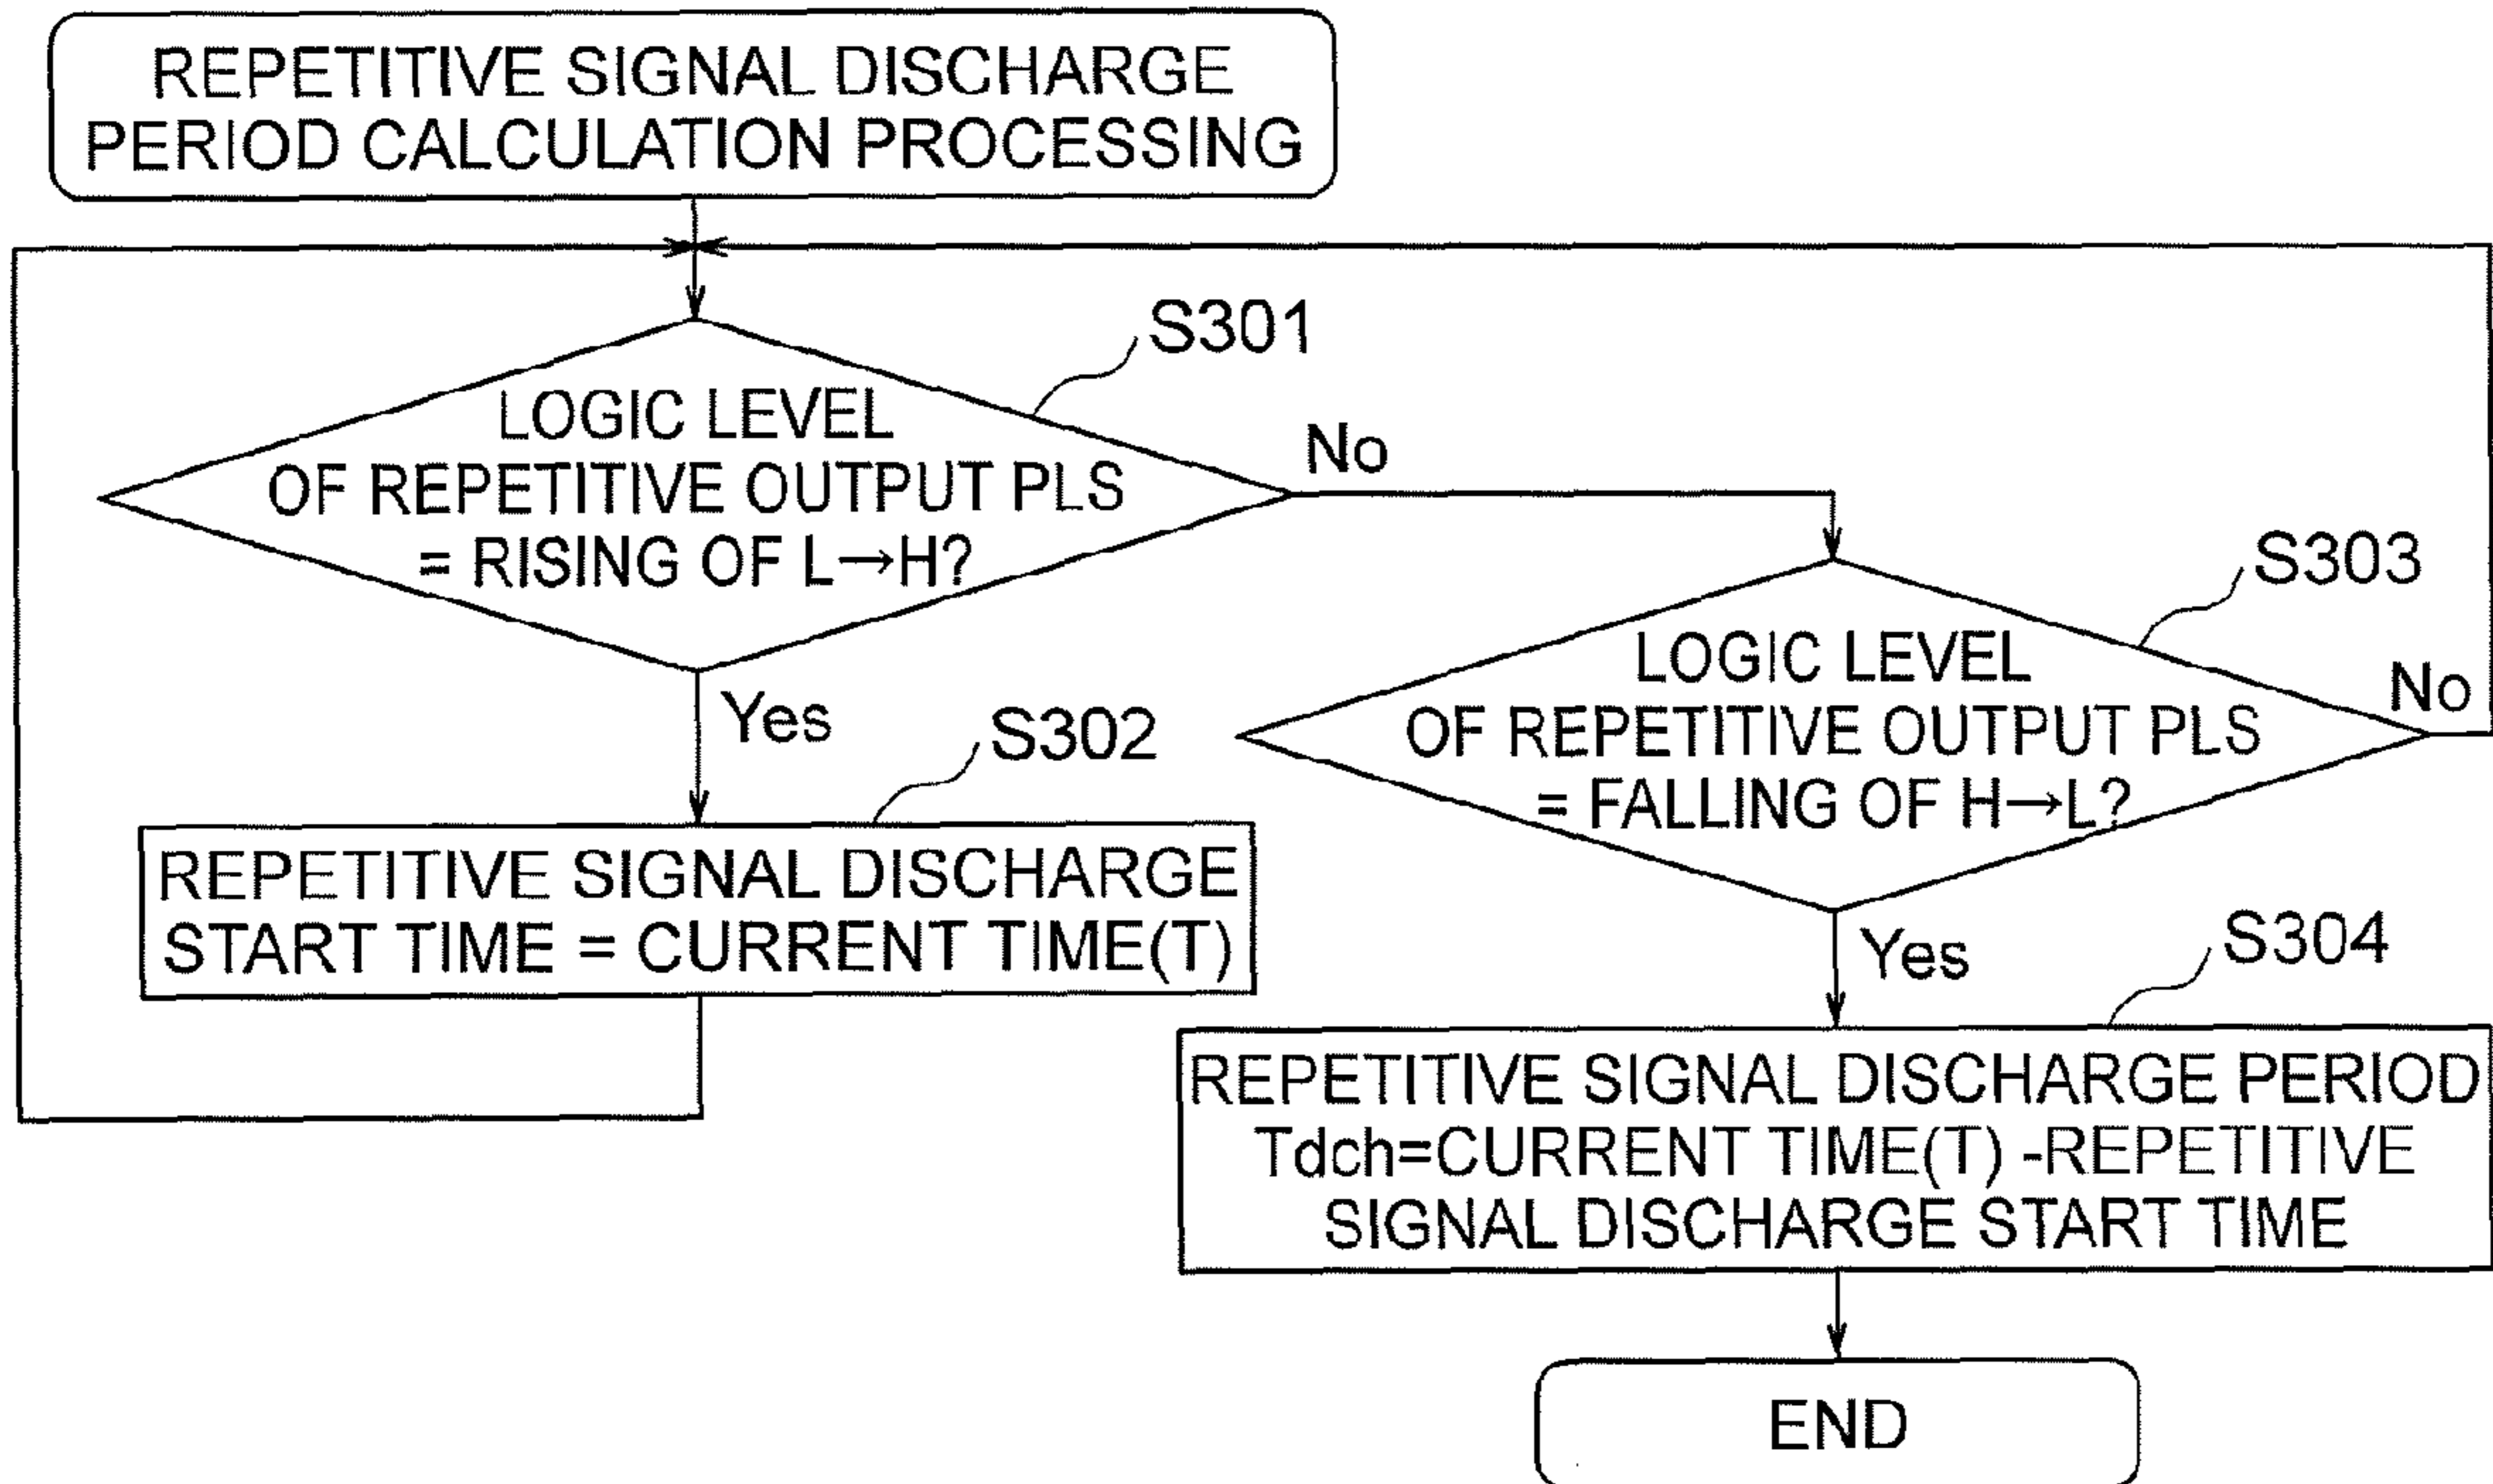 REPETITIVE SIGNAL DISCHARGE
PERIOD CALCULATION PROCESSING
S301
LOGIC LEVEL
OF REPETITIVE OUTPUT PLS
= RISING OF L→H?
No
Yes
S302
REPETITIVE SIGNAL DISCHARGE
START TIME = CURRENT TIME(T)
S303
LOGIC LEVEL
OF REPETITIVE OUTPUT PLS
= FALLING OF H→L?
No
Yes
S304
REPETITIVE SIGNAL DISCHARGE PERIOD
Tdch=CURRENT TIME(T) -REPETITIVE
SIGNAL DISCHARGE START TIME
END